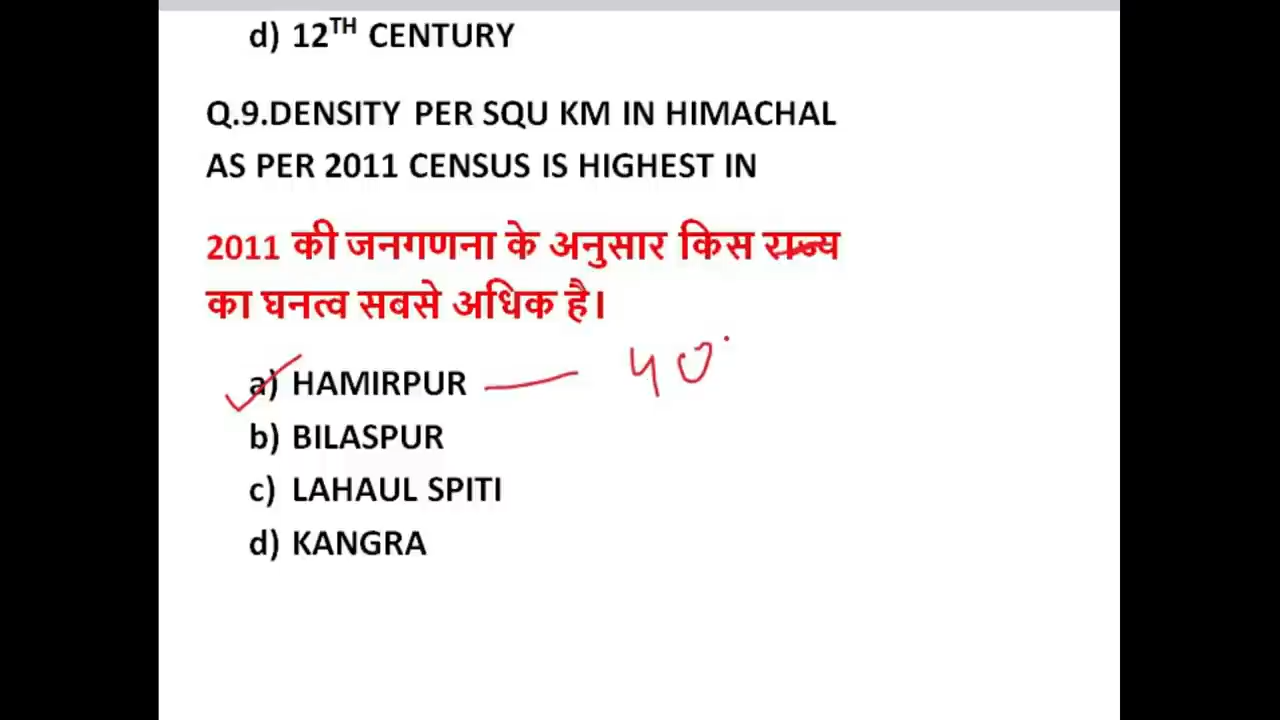 d) 12TH CENTURY
Q.9.DENSITY PER SQU KM IN HIMACHAL
AS PER 2011 CENSUS IS HIGHEST IN
2011 की जनगणना के अनुसार किस राज्य
का घनत्व सबसे अधिक है।
a) HAMIRPUR — 40
b) BILASPUR
c) LAHAUL SPITI
d) KANGRA